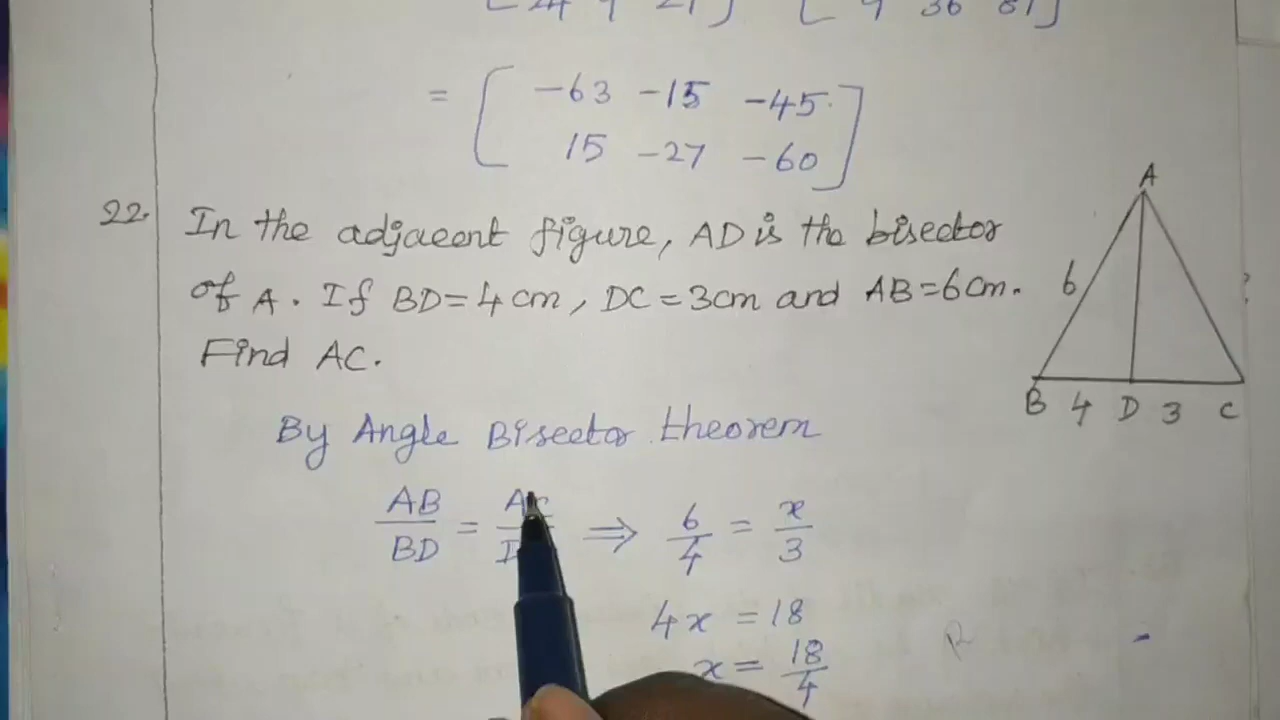 = [ -63 -15 -45
15 -27 -60 ]
22. In the adjacent figure, AD is the bisector
of A. If BD = 4 cm, DC = 3cm and AB = 6cm.
Find AC.
A
6
B 4 D 3 C
By Angle Bisector theorem
AB/BD = ⇒ 6/4 = x/3
4x = 18
x = 18/4